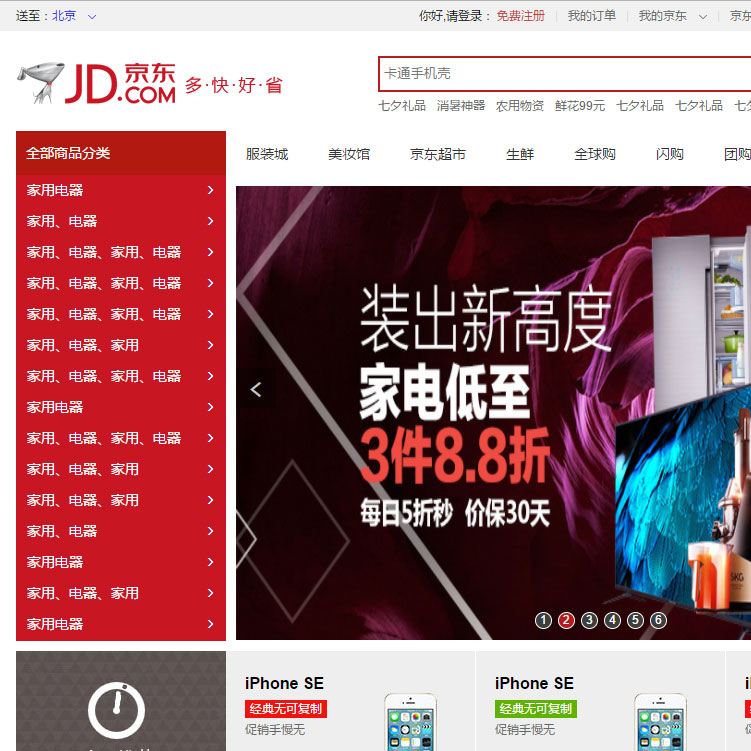 送至：北京
你好,请登录： 免费注册 我的订单 我的京东
JD.COM 京东 多·快·好·省
卡通手机壳
七夕礼品 消暑神器 农用物资 鲜花99元 七夕礼品 七夕礼品
全部商品分类
服装城 美妆馆 京东超市 生鲜 全球购 闪购 团购
家用电器
家用、电器
家用、电器、家用、电器
家用、电器、家用、电器
家用、电器、家用、电器
家用、电器、家用
家用、电器、家用、电器
家用电器
家用、电器、家用、电器
家用、电器、家用
家用、电器、家用
家用、电器
家用电器
家用、电器、家用
家用电器
装出新高度
家电低至
3件8.8折
每日5折秒 价保30天
SKG
1 2 3 4 5 6
iPhone SE
经典无可复制
促销手慢无
iPhone SE
经典无可复制
促销手慢无